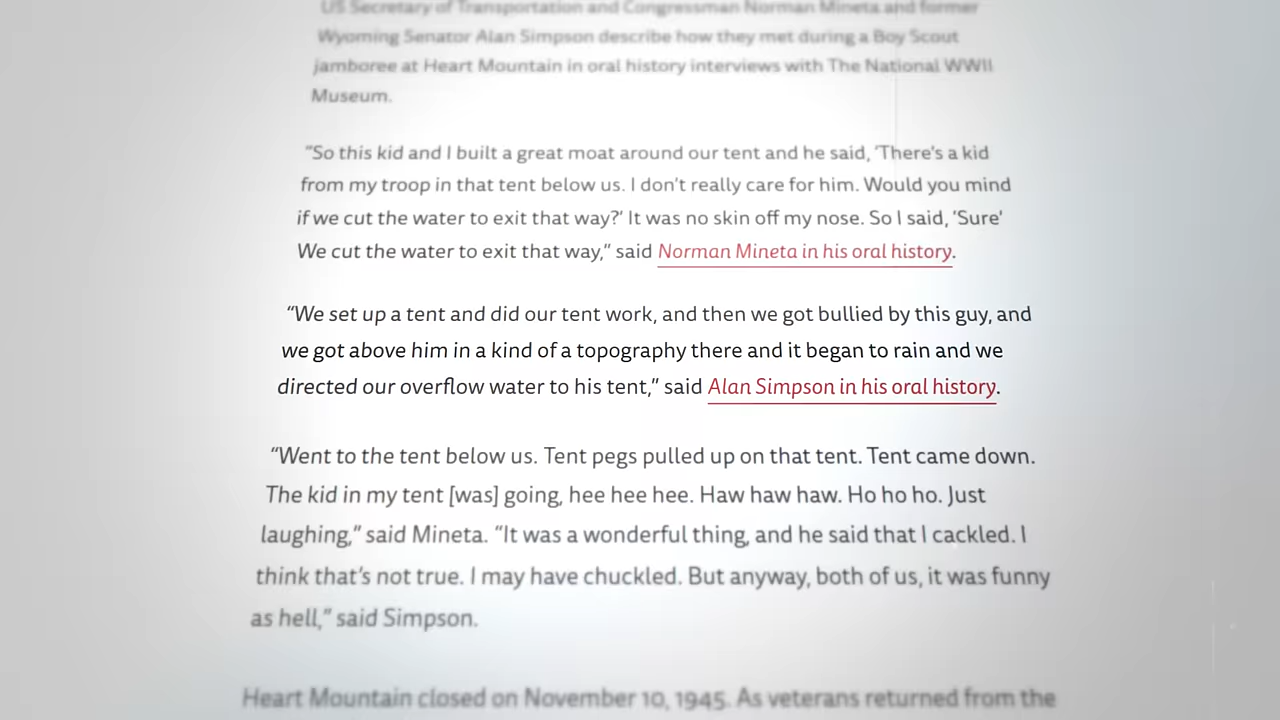 US Secretary of Transportation and Congressman Norman Mineta and former
Wyoming Senator Alan Simpson describe how they met during a Boy Scout
jamboree at Heart Mountain in oral history interviews with The National WWII
Museum.
“So this kid and I built a great moat around our tent and he said, ‘There’s a kid
from my troop in that tent below us. I don’t really care for him. Would you mind
if we cut the water to exit that way?’ It was no skin off my nose. So I said, ‘Sure’
We cut the water to exit that way,” said Norman Mineta in his oral history.
“We set up a tent and did our tent work, and then we got bullied by this guy, and
we got above him in a kind of a topography there and it began to rain and we
directed our overflow water to his tent,” said Alan Simpson in his oral history.
“Went to the tent below us. Tent pegs pulled up on that tent. Tent came down.
The kid in my tent [was] going, hee hee hee. Haw haw haw. Ho ho ho. Just
laughing,” said Mineta. “It was a wonderful thing, and he said that I cackled. I
think that’s not true. I may have chuckled. But anyway, both of us, it was funny
as hell,” said Simpson.
Heart Mountain closed on November 10, 1945. As veterans returned from the